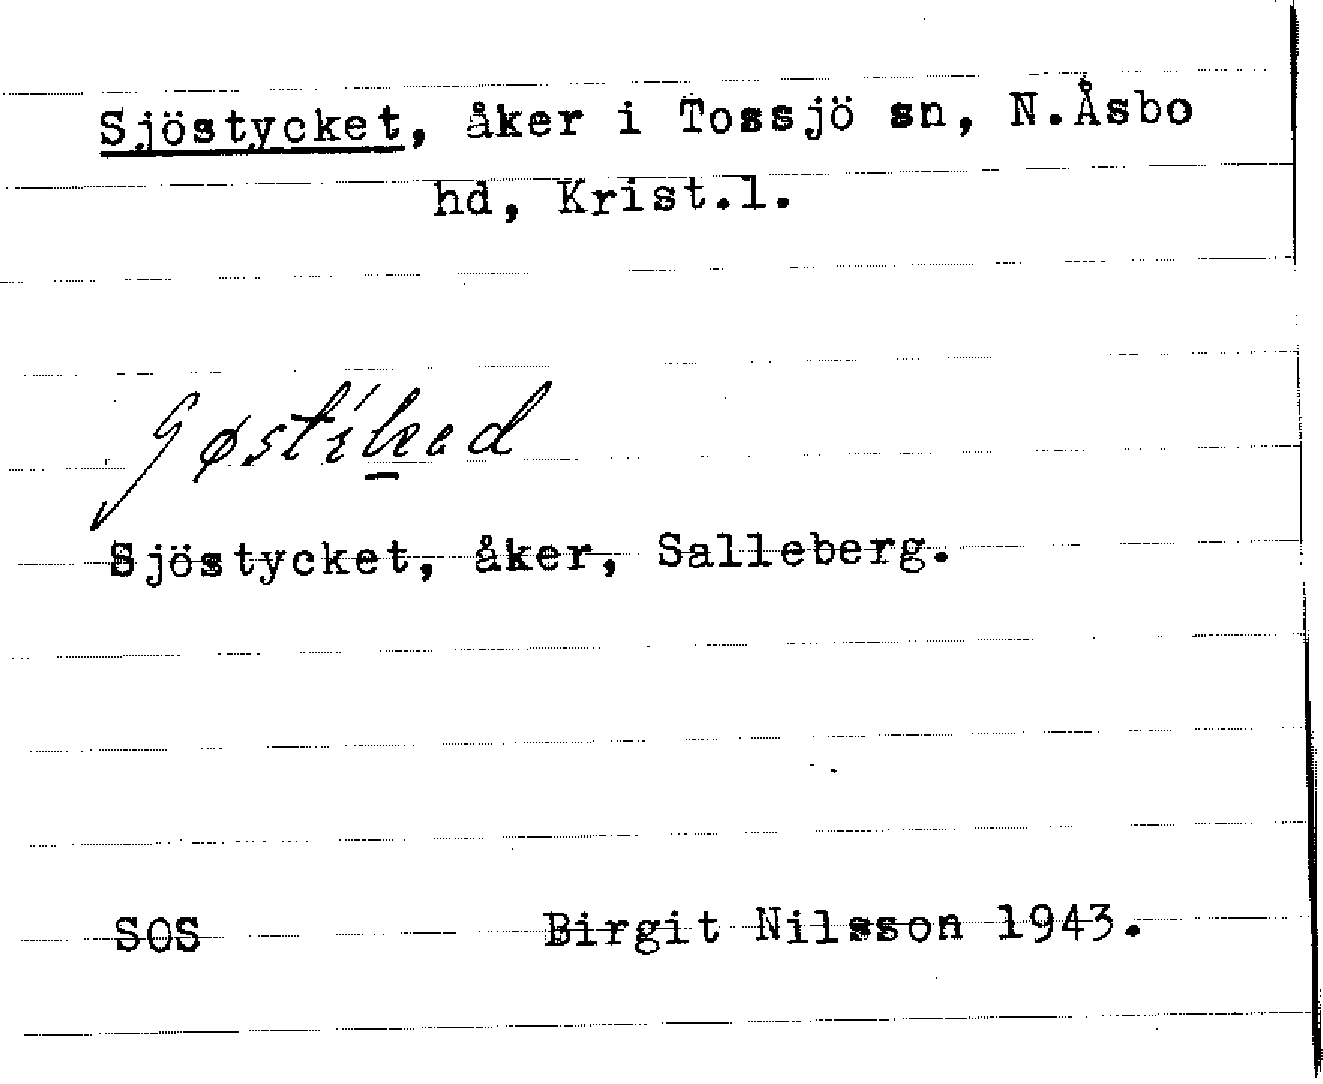 Sjöstycket, åker i Tossjö sn, N.Åsbo
hd, Krist.l.
Sjöstycket, åker, Salleberg.
SOS Birgit Nilsson 1943.